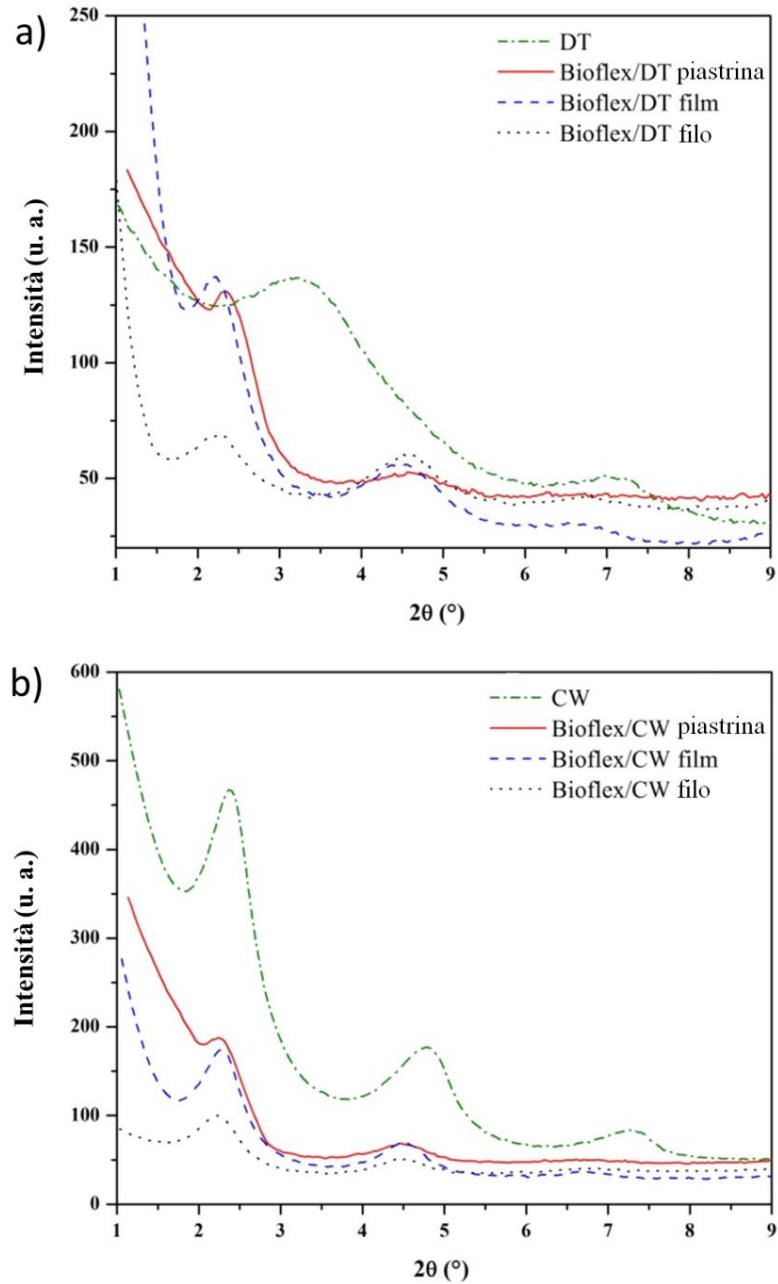 a)
250
200
150
100
50
Intensità (u. a.)
DT
Bioflex/DT piastrina
Bioflex/DT film
Bioflex/DT filo
1 2 3 4 5 6 7 8 9
2θ (°)
b)
600
500
400
300
200
100
0
Intensità (u. a.)
CW
Bioflex/CW piastrina
Bioflex/CW film
Bioflex/CW filo
1 2 3 4 5 6 7 8 9
2θ (°)